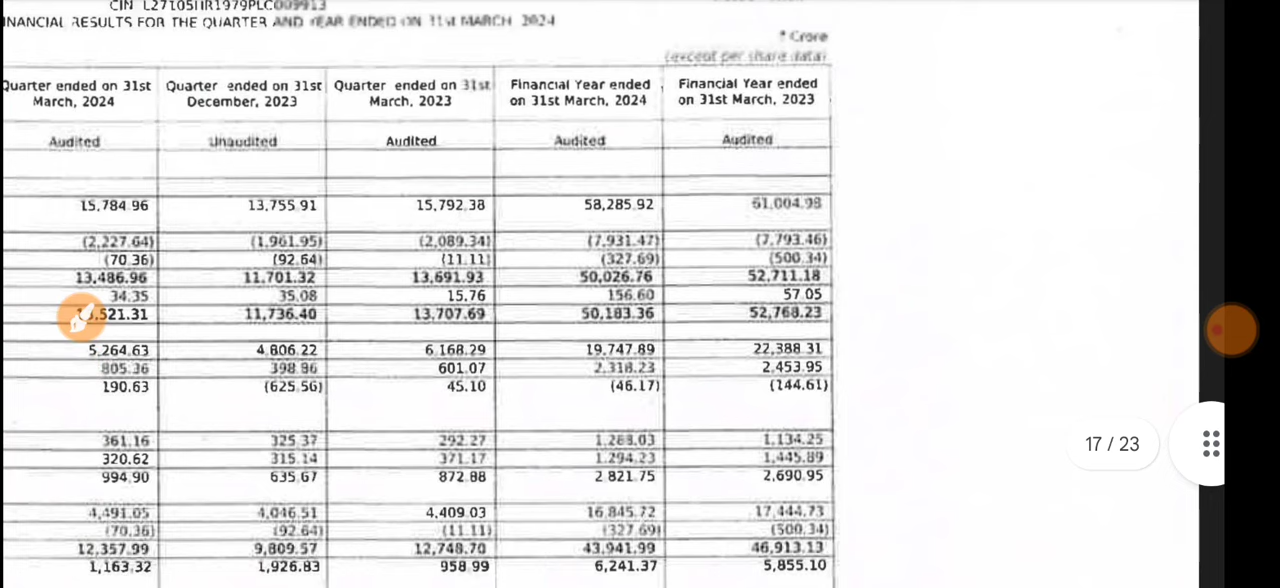 CIN L27105HR1979PLC009913
INANCIAL RESULTS FOR THE QUARTER AND YEAR ENDED ON 31st MARCH 2024
Crore
(except per share data)
Quarter ended on 31st March, 2024 Quarter ended on 31st December, 2023 Quarter ended on 31st March, 2023 Financial Year ended on 31st March, 2024 Financial Year ended on 31st March, 2023
Audited Unaudited Audited Audited Audited
15,784.96 13,755.91 15,792.38 58,285.92 61,004.98
(2,227.64) (1,961.95) (2,089.34) (7,931.47) (7,793.46)
(70.36) (92.64) (11.11) (327.69) (500.34)
13,486.96 11,701.32 13,691.93 50,026.76 52,711.18
34.35 35.08 15.76 156.60 57.05
,521.31 11,736.40 13,707.69 50,183.36 52,768.23
5,264.63 4,806.22 6,168.29 19,747.89 22,388.31
805.36 398.96 601.07 2,318.23 2,453.95
190.63 (625.56) 45.10 (46.17) (144.61)
361.16 325.37 292.27 1,268.03 1,134.25
320.62 315.14 371.17 1,294.23 1,445.89
994.90 635.67 872.88 2,821.75 2,690.95
4,491.05 4,046.51 4,409.03 16,845.72 17,444.73
(70.36) (92.64) (11.11) (327.69) (500.34)
12,357.99 9,809.57 12,748.70 43,941.99 46,913.13
1,163.32 1,926.83 958.99 6,241.37 5,855.10
17 / 23